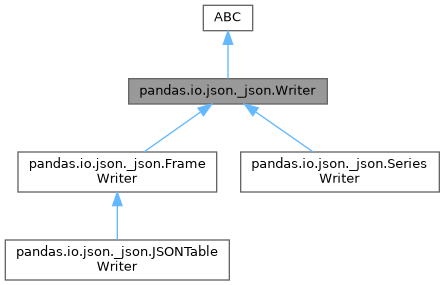 ABC
pandas.io.json._json.Writer
pandas.io.json._json.Frame
Writer
pandas.io.json._json.Series
Writer
pandas.io.json._json.JSONTable
Writer